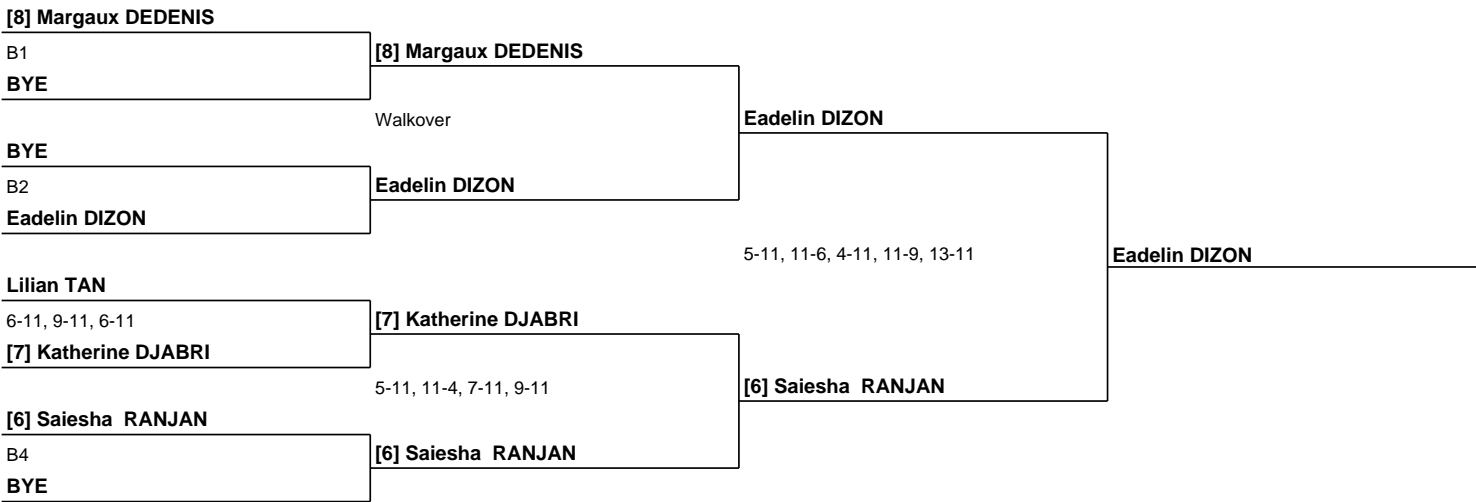 [8] Margaux DEDENIS
B1
[8] Margaux DEDENIS
BYE
Walkover
Eadelin DIZON
BYE
B2
Eadelin DIZON
Eadelin DIZON
5-11, 11-6, 4-11, 11-9, 13-11
Eadelin DIZON
Lilian TAN
6-11, 9-11, 6-11
[7] Katherine DJABRI
[7] Katherine DJABRI
5-11, 11-4, 7-11, 9-11
[6] Saiesha  RANJAN
[6] Saiesha  RANJAN
B4
[6] Saiesha  RANJAN
BYE